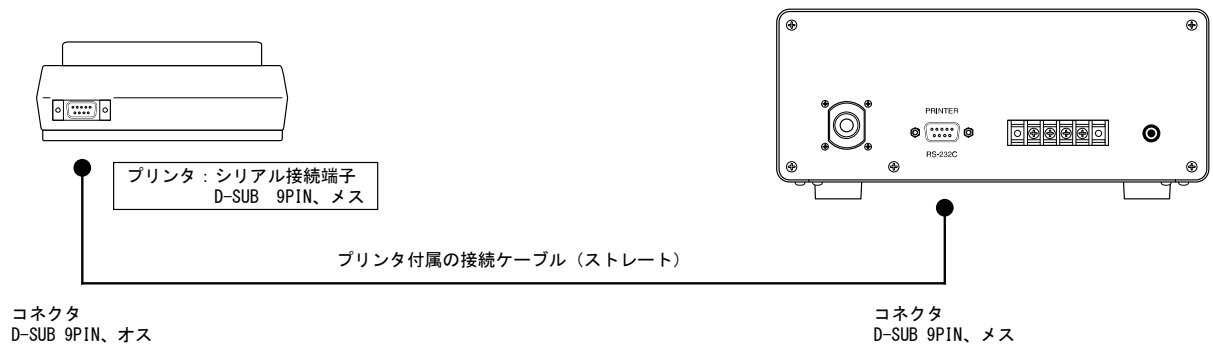 PRINTER
RS-232C
プリンタ：シリアル接続端子
D-SUB 9PIN、メス
プリンタ付属の接続ケーブル（ストレート）
コネクタ
D-SUB 9PIN、オス
コネクタ
D-SUB 9PIN、メス